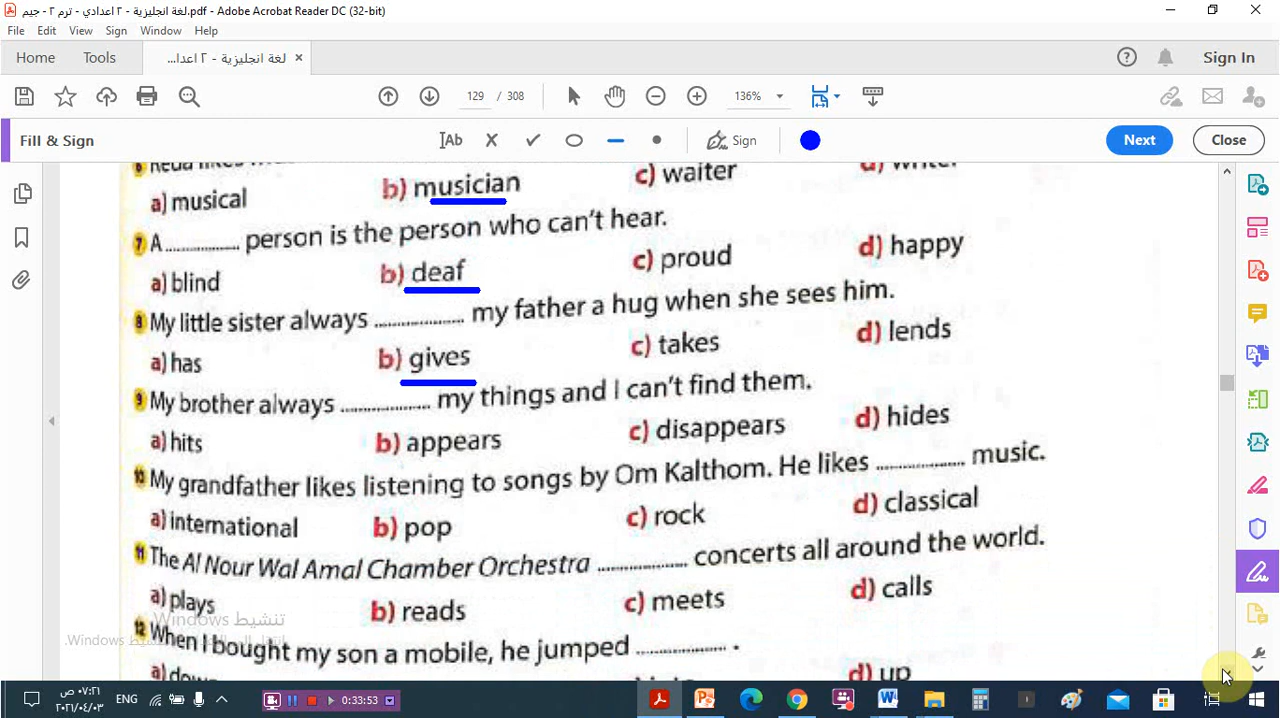 لغة انجليزية - ٢ اعدادي - ترم ٢ - جيم.pdf - Adobe Acrobat Reader DC (32-bit)
File Edit View Sign Window Help
Home Tools لغة انجليزية - ٢ اعدا... × Sign In
129 / 308 136%
Fill & Sign Ab Sign Next Close
a) musical b) musician c) waiter d) writer
7 A .............. person is the person who can't hear.
a) blind b) deaf c) proud d) happy
8 My little sister always .............. my father a hug when she sees him.
a) has b) gives c) takes d) lends
9 My brother always .............. my things and I can't find them.
a) hits b) appears c) disappears d) hides
10 My grandfather likes listening to songs by Om Kalthom. He likes .............. music.
a) international b) pop c) rock d) classical
11 The Al Nour Wal Amal Chamber Orchestra .............. concerts all around the world.
a) plays b) reads c) meets d) calls
تنشيط Windows
12 When I bought my son a mobile, he jumped .............. .
d) up
ENG 0:33:53
٠٧:٢١ ص
٢٠٢١/٠٤/٠٣